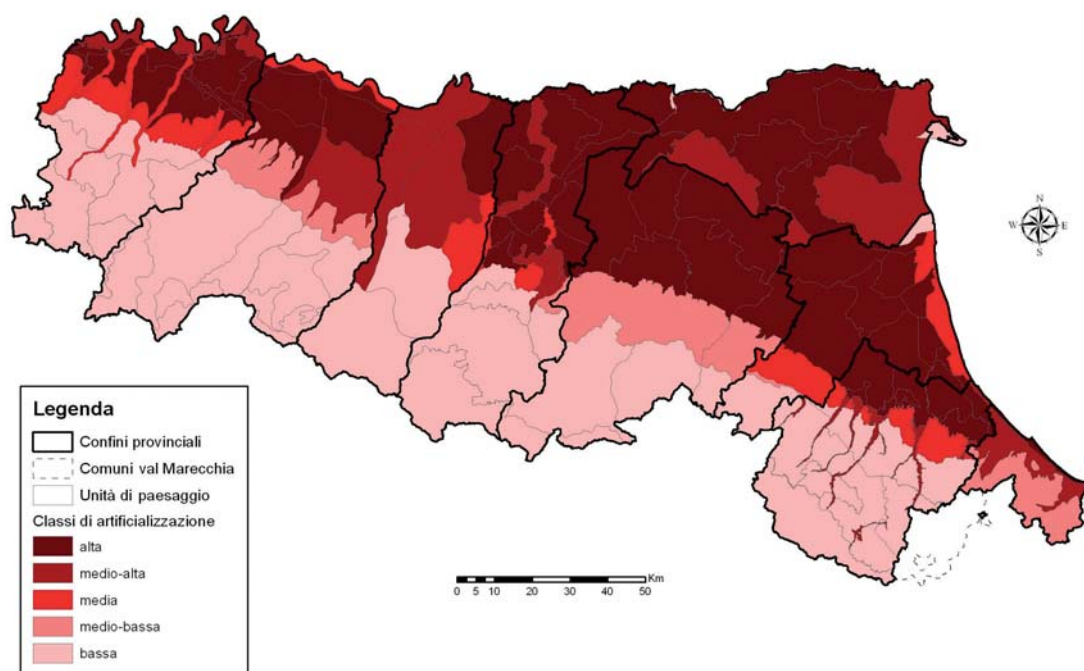 N
W E
S
Legenda
Confini provinciali
Comuni val Marecchia
Unità di paesaggio
Classi di artificializzazione
alta
medio-alta
media
medio-bassa
bassa
Km
0 5 10 20 30 40 50